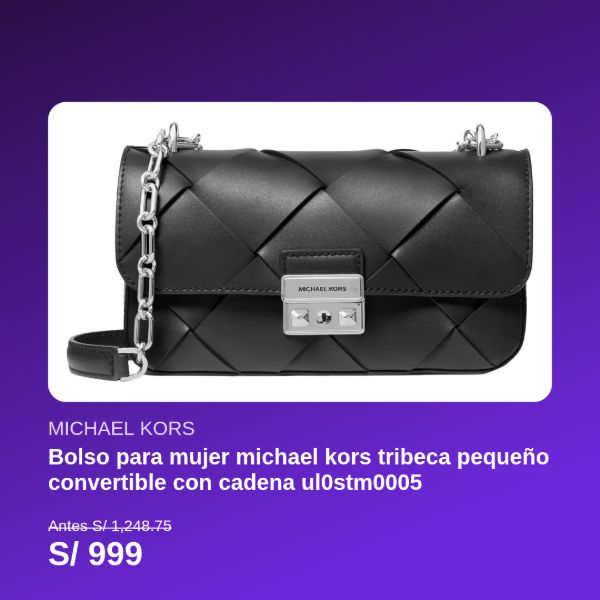 MICHAEL KORS
MICHAEL KORS
Bolso para mujer michael kors tribeca pequeño
convertible con cadena ul0stm0005
Antes S/ 1,248.75
S/ 999